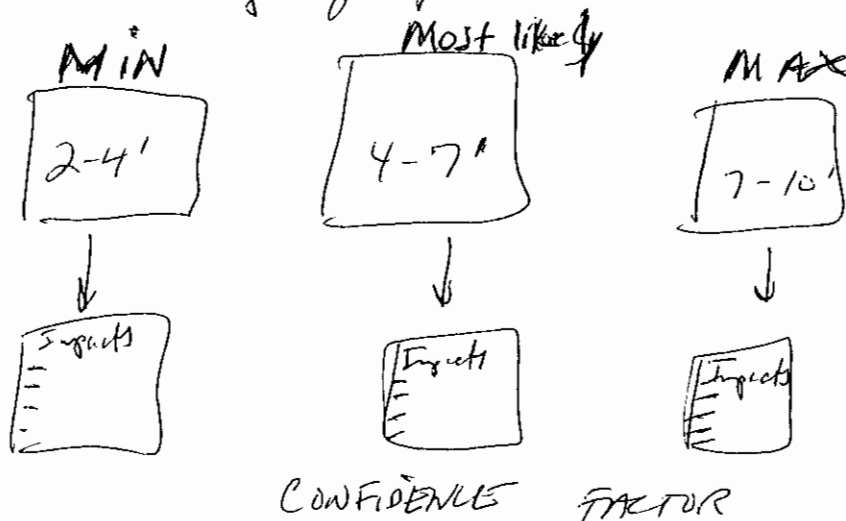 MIN Most likely MAX
2-4' 4-7" 7-10'
Impacts Impacts Impacts
CONFIDENCE FACTOR